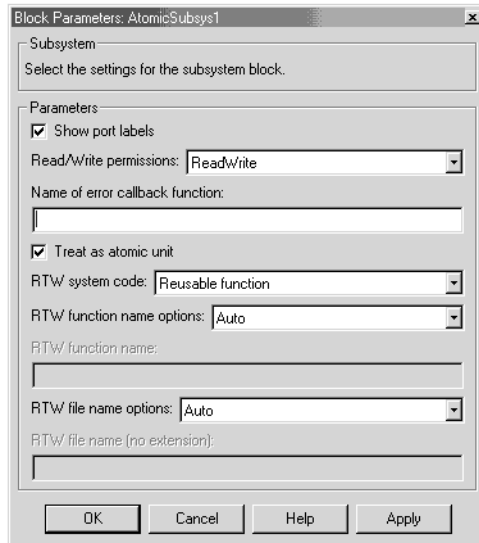 Block Parameters: AtomicSubsys1
Subsystem
Select the settings for the subsystem block.
Parameters
Show port labels
Read/Write permissions: ReadWrite
Name of error callback function:
Treat as atomic unit
RTW system code: Reusable function
RTW function name options: Auto
RTW function name:
RTW file name options: Auto
RTW file name (no extension):
OK Cancel Help Apply